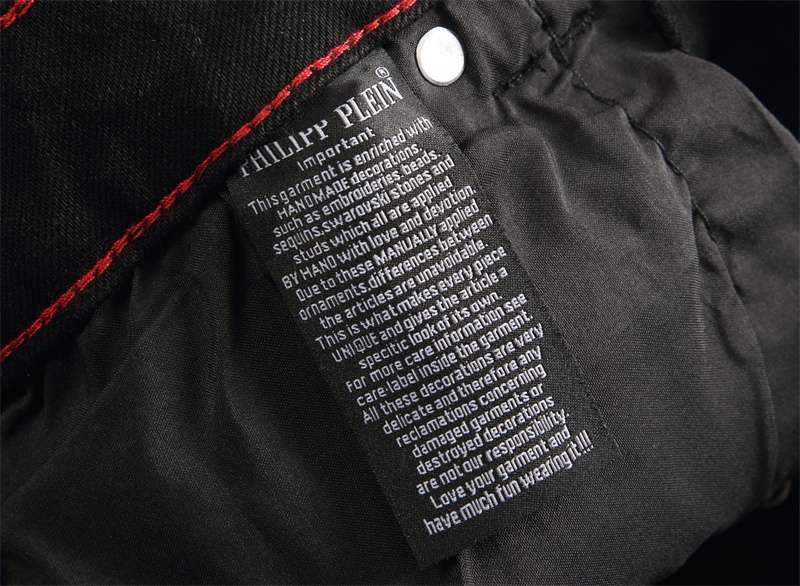 PHILIPP PLEIN®
Important
This garment is enriched with
HANDMADE decorations,
such as embroideries, beads,
sequins, swarovski stones and
studs which all are applied
BY HAND with love and devotion.
Due to these MANUALLY applied
ornaments, differences between
the articles are unavoidable.
This is what makes every piece
UNIQUE and gives the article a
specitic look of its own.
For more care information see
care-label inside the garment.
All these decorations are very
delicate and therefore any
reclamations concerning
damaged garments or
destroyed decorations
are not our responsibility.
Love your garment and
have much fun wearing it!!!